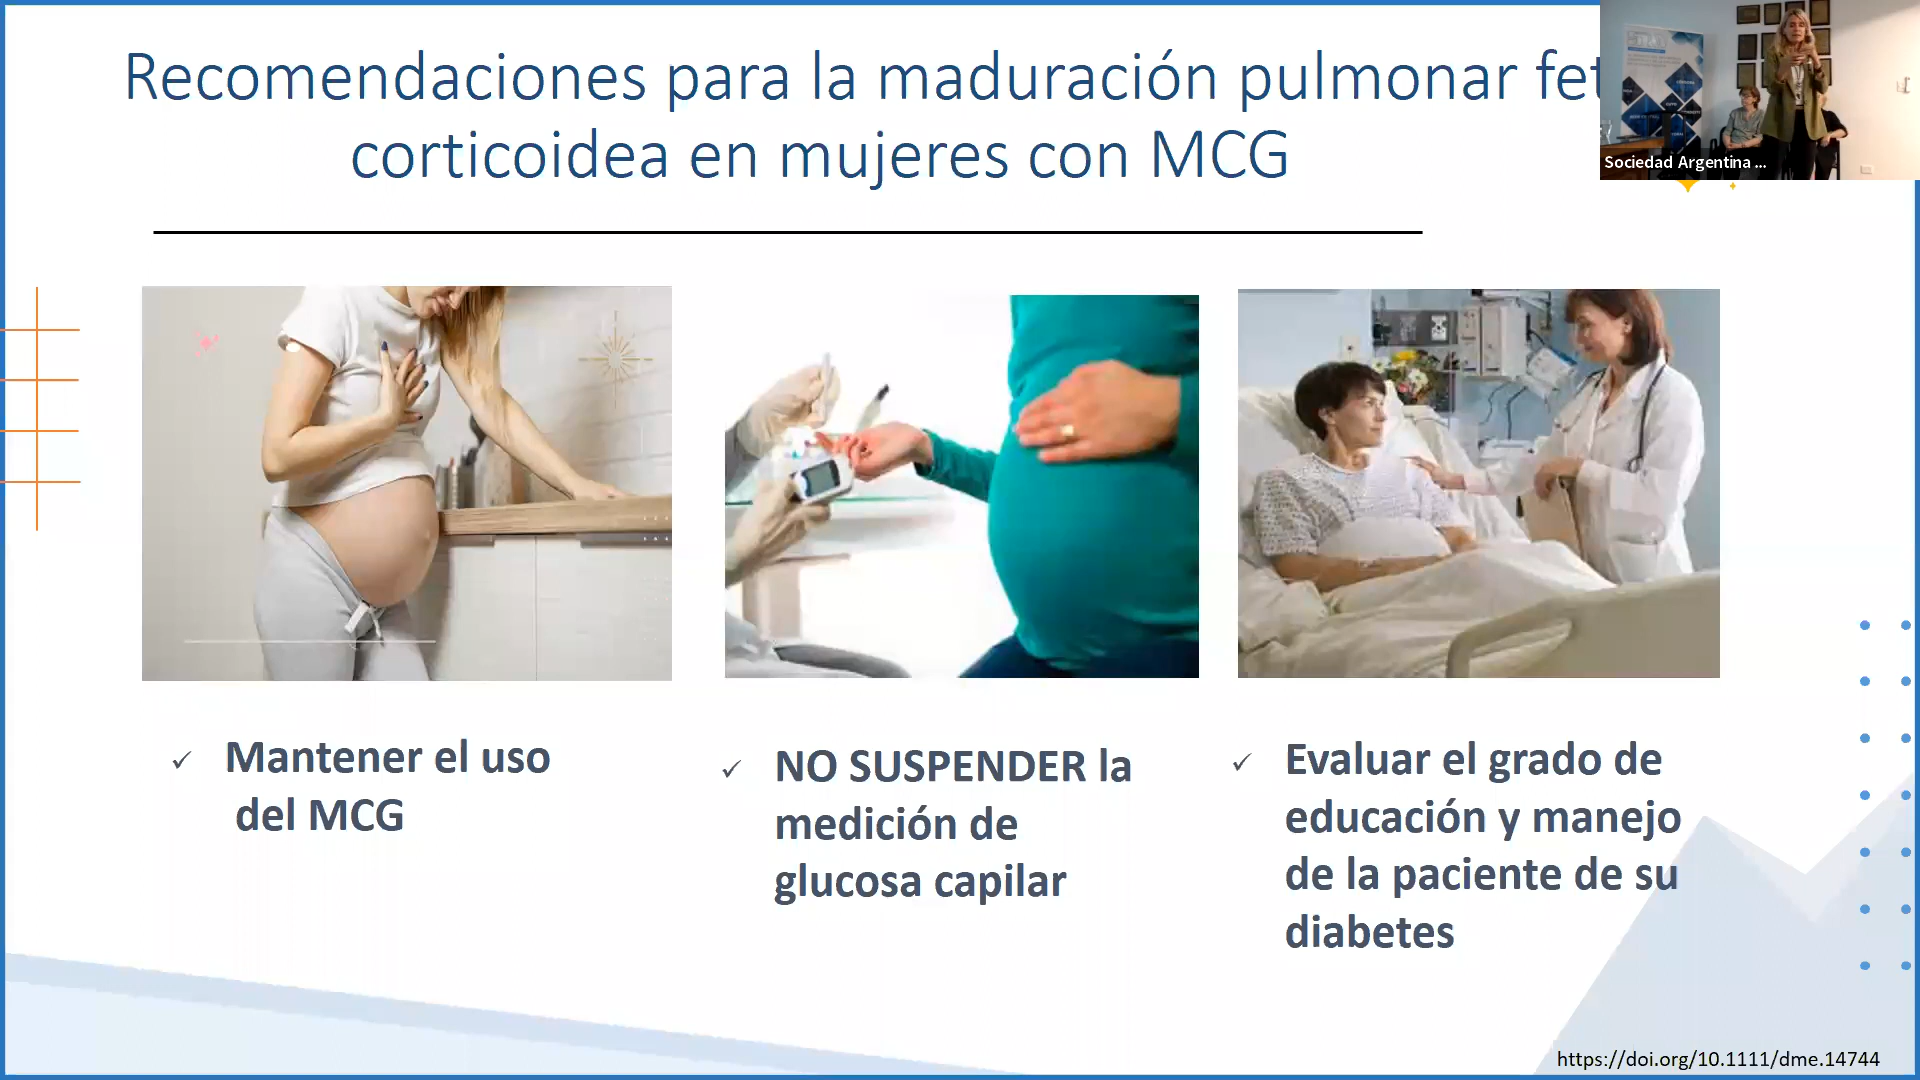 Recomendaciones para la maduración pulmonar fet
corticoidea en mujeres con MCG
Sociedad Argentina ...
✓ Mantener el uso
del MCG
✓ NO SUSPENDER la
medición de
glucosa capilar
✓ Evaluar el grado de
educación y manejo
de la paciente de su
diabetes
https://doi.org/10.1111/dme.14744